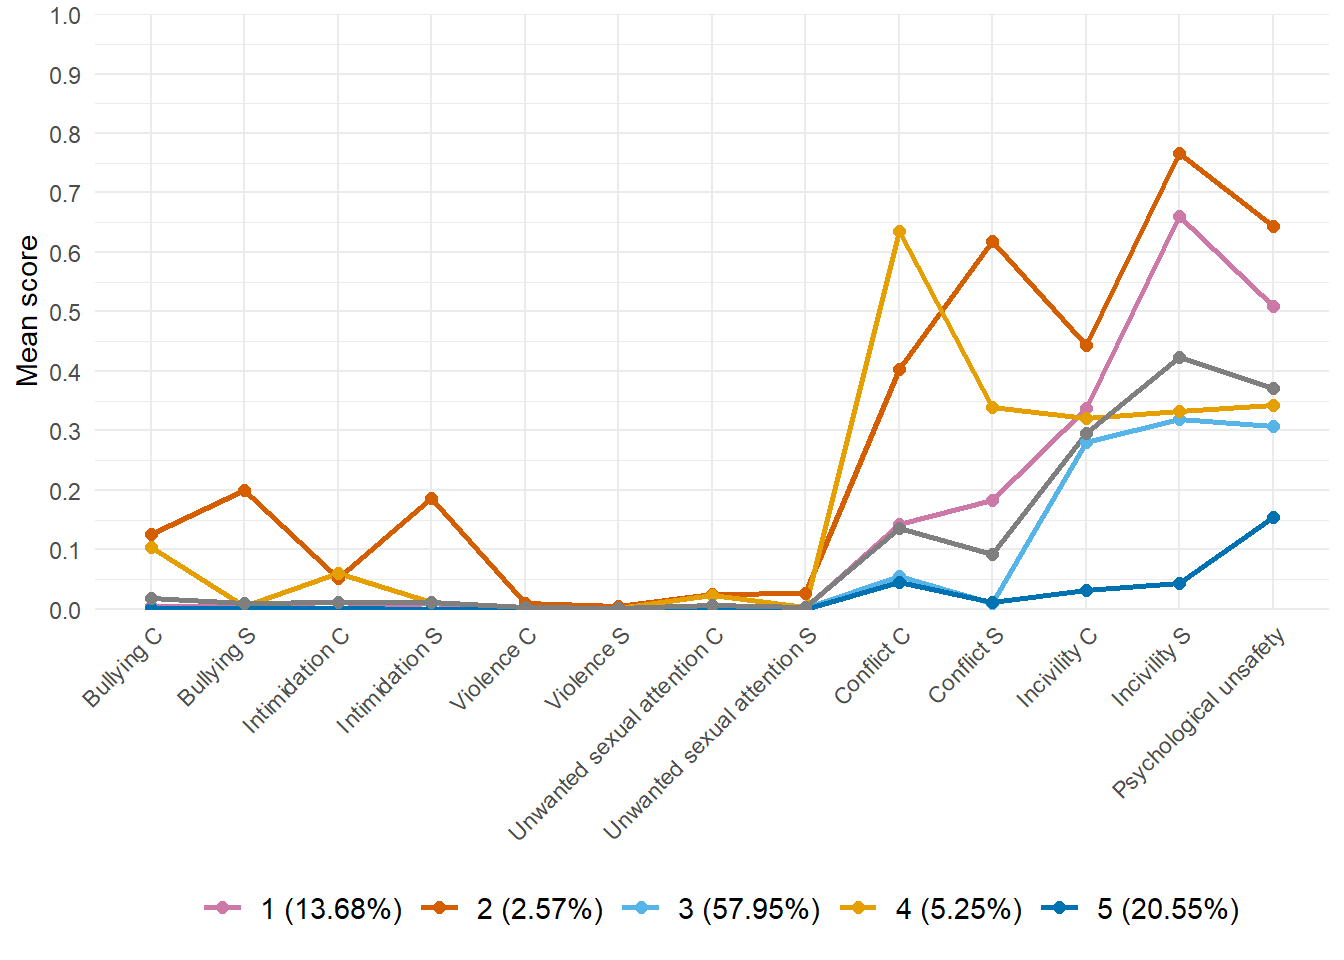 1.0
0.9
0.8
0.7
0.6
0.5
0.4
0.3
0.2
0.1
0.0
Mean score
Bullying C
Bullying S
Intimidation C
Intimidation S
Violence C
Violence S
Unwanted sexual attention C
Unwanted sexual attention S
Conflict C
Conflict S
Incivility C
Incivility S
Psychological unsafety
1 (13.68%) 2 (2.57%) 3 (57.95%) 4 (5.25%) 5 (20.55%)